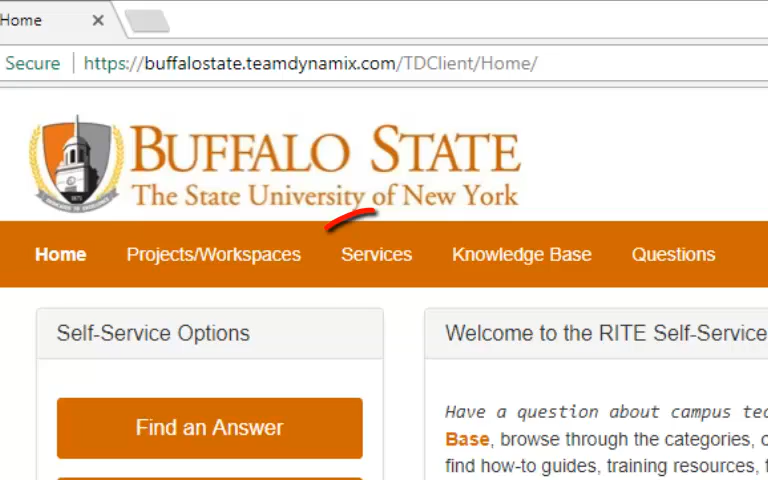 Home
Secure https://buffalostate.teamdynamix.com/TDClient/Home/
BUFFALO STATE
The State University of New York
Home Projects/Workspaces Services Knowledge Base Questions
Self-Service Options
Welcome to the RITE Self-Service
Find an Answer
Have a question about campus
Base, browse through the categories,
find how-to guides, training resources,